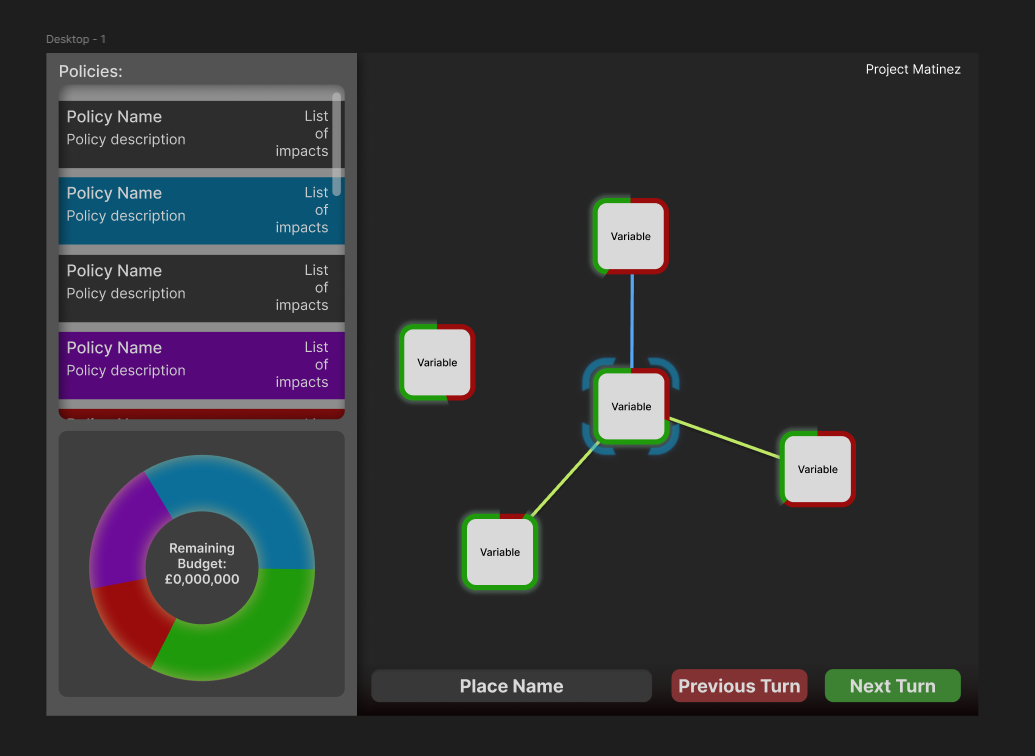 Desktop - 1
Policies:
Policy Name
Policy description
List
of
impacts
Policy Name
Policy description
List
of
impacts
Policy Name
Policy description
List
of
impacts
Policy Name
Policy description
List
of
impacts
Remaining
Budget:
£0,000,000
Project Matinez
Variable
Variable
Variable
Variable
Variable
Place Name
Previous Turn
Next Turn